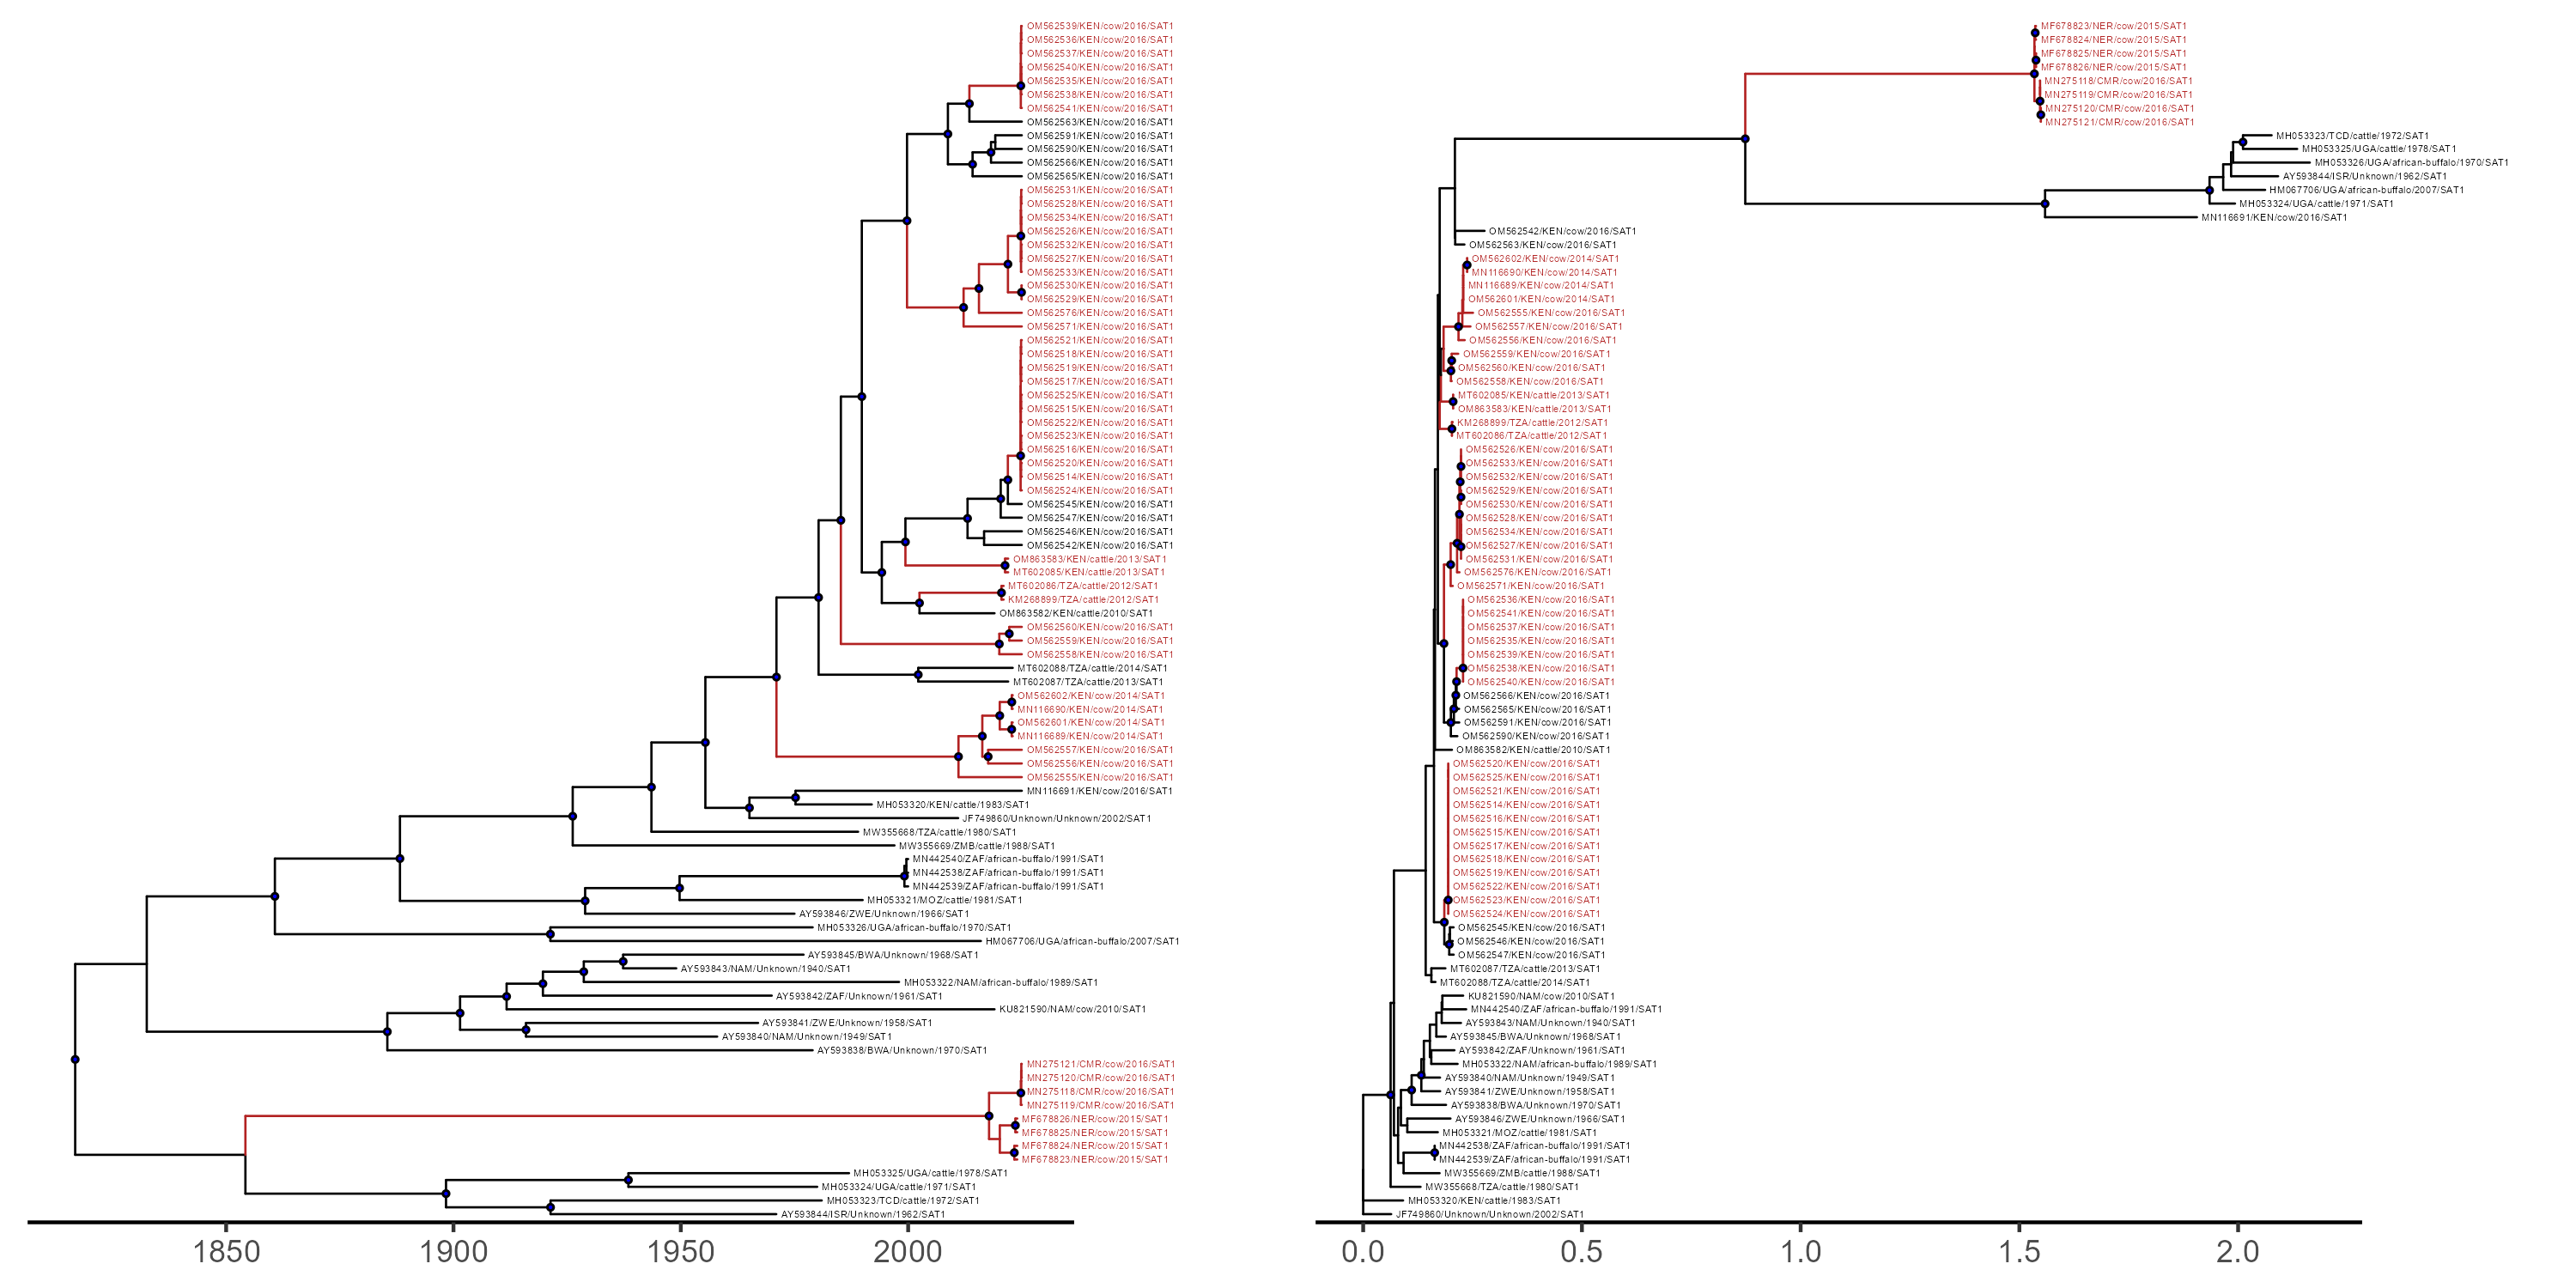 OM562539/KEN/cow/2016/SAT1
OM562536/KEN/cow/2016/SAT1
OM562537/KEN/cow/2016/SAT1
OM562540/KEN/cow/2016/SAT1
OM562535/KEN/cow/2016/SAT1
OM562538/KEN/cow/2016/SAT1
OM562541/KEN/cow/2016/SAT1
OM562563/KEN/cow/2016/SAT1
OM562591/KEN/cow/2016/SAT1
OM562590/KEN/cow/2016/SAT1
OM562566/KEN/cow/2016/SAT1
OM562565/KEN/cow/2016/SAT1
OM562531/KEN/cow/2016/SAT1
OM562528/KEN/cow/2016/SAT1
OM562534/KEN/cow/2016/SAT1
OM562526/KEN/cow/2016/SAT1
OM562532/KEN/cow/2016/SAT1
OM562527/KEN/cow/2016/SAT1
OM562533/KEN/cow/2016/SAT1
OM562530/KEN/cow/2016/SAT1
OM562529/KEN/cow/2016/SAT1
OM562576/KEN/cow/2016/SAT1
OM562571/KEN/cow/2016/SAT1
OM562521/KEN/cow/2016/SAT1
OM562518/KEN/cow/2016/SAT1
OM562519/KEN/cow/2016/SAT1
OM562517/KEN/cow/2016/SAT1
OM562525/KEN/cow/2016/SAT1
OM562515/KEN/cow/2016/SAT1
OM562522/KEN/cow/2016/SAT1
OM562523/KEN/cow/2016/SAT1
OM562516/KEN/cow/2016/SAT1
OM562520/KEN/cow/2016/SAT1
OM562514/KEN/cow/2016/SAT1
OM562524/KEN/cow/2016/SAT1
OM562545/KEN/cow/2016/SAT1
OM562547/KEN/cow/2016/SAT1
OM562546/KEN/cow/2016/SAT1
OM562542/KEN/cow/2016/SAT1
OM863583/KEN/cattle/2013/SAT1
MT602085/KEN/cattle/2013/SAT1
MT602086/TZA/cattle/2012/SAT1
KM268899/TZA/cattle/2012/SAT1
OM863582/KEN/cattle/2010/SAT1
OM562560/KEN/cow/2016/SAT1
OM562559/KEN/cow/2016/SAT1
OM562558/KEN/cow/2016/SAT1
MT602088/TZA/cattle/2014/SAT1
MT602087/TZA/cattle/2013/SAT1
OM562602/KEN/cow/2014/SAT1
MN116690/KEN/cow/2014/SAT1
OM562601/KEN/cow/2014/SAT1
MN116689/KEN/cow/2014/SAT1
OM562557/KEN/cow/2016/SAT1
OM562556/KEN/cow/2016/SAT1
OM562555/KEN/cow/2016/SAT1
MN116691/KEN/cow/2016/SAT1
MH053320/KEN/cattle/1983/SAT1
JF749860/Unknown/Unknown/2002/SAT1
MW355668/TZA/cattle/1980/SAT1
MW355669/ZMB/cattle/1988/SAT1
MN442540/ZAF/african-buffalo/1991/SAT1
MN442538/ZAF/african-buffalo/1991/SAT1
MN442539/ZAF/african-buffalo/1991/SAT1
MH053321/MOZ/cattle/1981/SAT1
AY593846/ZWE/Unknown/1966/SAT1
MH053326/UGA/african-buffalo/1970/SAT1
HM067706/UGA/african-buffalo/2007/SAT1
AY593845/BWA/Unknown/1968/SAT1
AY593843/NAM/Unknown/1940/SAT1
MH053322/NAM/african-buffalo/1989/SAT1
AY593842/ZAF/Unknown/1961/SAT1
KU821590/NAM/cow/2010/SAT1
AY593841/ZWE/Unknown/1958/SAT1
AY593840/NAM/Unknown/1949/SAT1
AY593838/BWA/Unknown/1970/SAT1
MN275121/CMR/cow/2016/SAT1
MN275120/CMR/cow/2016/SAT1
MN275118/CMR/cow/2016/SAT1
MN275119/CMR/cow/2016/SAT1
MF678826/NER/cow/2015/SAT1
MF678825/NER/cow/2015/SAT1
MF678824/NER/cow/2015/SAT1
MF678823/NER/cow/2015/SAT1
MH053325/UGA/cattle/1978/SAT1
MH053324/UGA/cattle/1971/SAT1
MH053323/TCD/cattle/1972/SAT1
AY593844/ISR/Unknown/1962/SAT1
1850 1900 1950 2000
MF678823/NER/cow/2015/SAT1
MF678824/NER/cow/2015/SAT1
MF678825/NER/cow/2015/SAT1
MF678826/NER/cow/2015/SAT1
MN275118/CMR/cow/2016/SAT1
MN275119/CMR/cow/2016/SAT1
MN275120/CMR/cow/2016/SAT1
MN275121/CMR/cow/2016/SAT1
MH053323/TCD/cattle/1972/SAT1
MH053325/UGA/cattle/1978/SAT1
MH053326/UGA/african-buffalo/1970/SAT1
AY593844/ISR/Unknown/1962/SAT1
HM067706/UGA/african-buffalo/2007/SAT1
MH053324/UGA/cattle/1971/SAT1
MN116691/KEN/cow/2016/SAT1
OM562542/KEN/cow/2016/SAT1
OM562563/KEN/cow/2016/SAT1
OM562602/KEN/cow/2014/SAT1
MN116690/KEN/cow/2014/SAT1
MN116689/KEN/cow/2014/SAT1
OM562601/KEN/cow/2014/SAT1
OM562555/KEN/cow/2016/SAT1
OM562557/KEN/cow/2016/SAT1
OM562556/KEN/cow/2016/SAT1
OM562559/KEN/cow/2016/SAT1
OM562560/KEN/cow/2016/SAT1
OM562558/KEN/cow/2016/SAT1
MT602085/KEN/cattle/2013/SAT1
OM863583/KEN/cattle/2013/SAT1
KM268899/TZA/cattle/2012/SAT1
MT602086/TZA/cattle/2012/SAT1
OM562526/KEN/cow/2016/SAT1
OM562533/KEN/cow/2016/SAT1
OM562532/KEN/cow/2016/SAT1
OM562529/KEN/cow/2016/SAT1
OM562530/KEN/cow/2016/SAT1
OM562528/KEN/cow/2016/SAT1
OM562534/KEN/cow/2016/SAT1
OM562527/KEN/cow/2016/SAT1
OM562531/KEN/cow/2016/SAT1
OM562576/KEN/cow/2016/SAT1
OM562571/KEN/cow/2016/SAT1
OM562536/KEN/cow/2016/SAT1
OM562541/KEN/cow/2016/SAT1
OM562537/KEN/cow/2016/SAT1
OM562535/KEN/cow/2016/SAT1
OM562539/KEN/cow/2016/SAT1
OM562538/KEN/cow/2016/SAT1
OM562540/KEN/cow/2016/SAT1
OM562566/KEN/cow/2016/SAT1
OM562565/KEN/cow/2016/SAT1
OM562591/KEN/cow/2016/SAT1
OM562590/KEN/cow/2016/SAT1
OM863582/KEN/cattle/2010/SAT1
OM562520/KEN/cow/2016/SAT1
OM562525/KEN/cow/2016/SAT1
OM562521/KEN/cow/2016/SAT1
OM562514/KEN/cow/2016/SAT1
OM562516/KEN/cow/2016/SAT1
OM562515/KEN/cow/2016/SAT1
OM562517/KEN/cow/2016/SAT1
OM562518/KEN/cow/2016/SAT1
OM562519/KEN/cow/2016/SAT1
OM562522/KEN/cow/2016/SAT1
OM562523/KEN/cow/2016/SAT1
OM562524/KEN/cow/2016/SAT1
OM562545/KEN/cow/2016/SAT1
OM562546/KEN/cow/2016/SAT1
OM562547/KEN/cow/2016/SAT1
MT602087/TZA/cattle/2013/SAT1
MT602088/TZA/cattle/2014/SAT1
KU821590/NAM/cow/2010/SAT1
MN442540/ZAF/african-buffalo/1991/SAT1
AY593843/NAM/Unknown/1940/SAT1
AY593845/BWA/Unknown/1968/SAT1
AY593842/ZAF/Unknown/1961/SAT1
MH053322/NAM/african-buffalo/1989/SAT1
AY593840/NAM/Unknown/1949/SAT1
AY593841/ZWE/Unknown/1958/SAT1
AY593838/BWA/Unknown/1970/SAT1
AY593846/ZWE/Unknown/1966/SAT1
MH053321/MOZ/cattle/1981/SAT1
MN442538/ZAF/african-buffalo/1991/SAT1
MN442539/ZAF/african-buffalo/1991/SAT1
MW355669/ZMB/cattle/1988/SAT1
MW355668/TZA/cattle/1980/SAT1
MH053320/KEN/cattle/1983/SAT1
JF749860/Unknown/Unknown/2002/SAT1
0.0 0.5 1.0 1.5 2.0